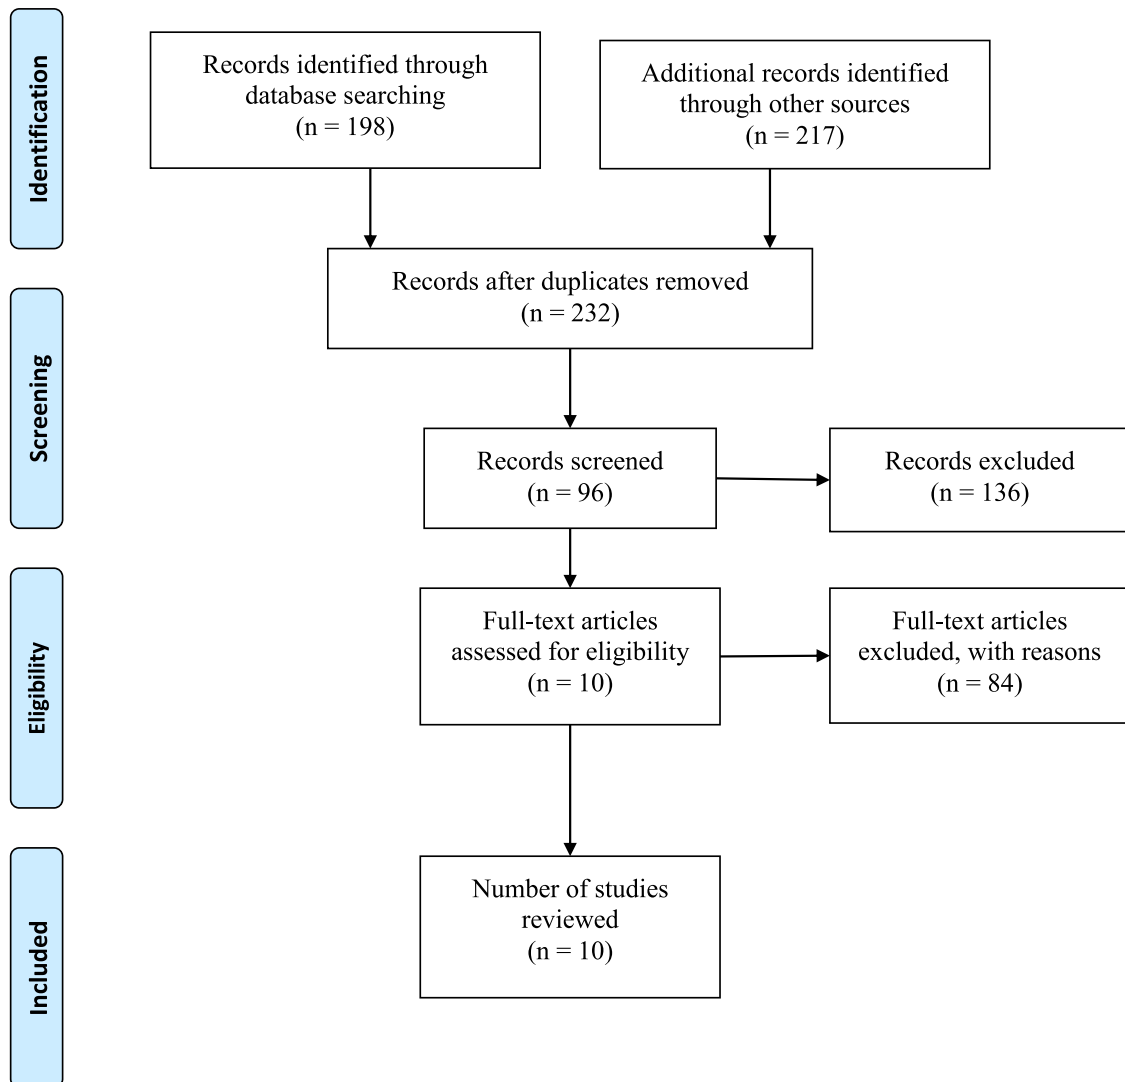 Identification
Records identified through
database searching
(n = 198)
Additional records identified
through other sources
(n = 217)
Records after duplicates removed
(n = 232)
Screening
Records screened
(n = 96)
Records excluded
(n = 136)
Eligibility
Full-text articles
assessed for eligibility
(n = 10)
Full-text articles
excluded, with reasons
(n = 84)
Included
Number of studies
reviewed
(n = 10)